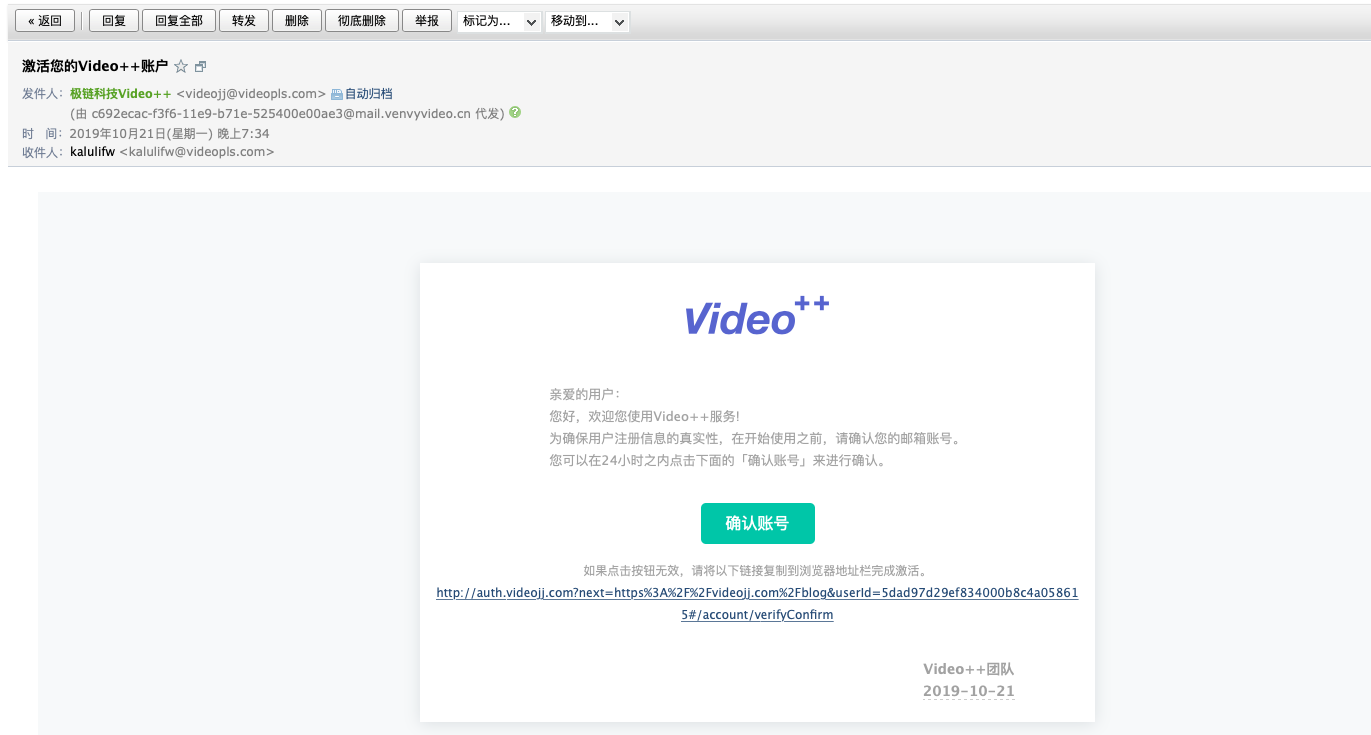 « 返回 回复 回复全部 转发 删除 彻底删除 举报 标记为... 移动到...
激活您的Video++账户
发件人：极链科技Video++ <videojj@videopls.com> 自动归档
(由 c692ecac-f3f6-11e9-b71e-525400e00ae3@mail.venvyvideo.cn 代发) ?
时 间：2019年10月21日(星期一) 晚上7:34
收件人：kalulifw <kalulifw@videopls.com>
Video++
亲爱的用户：
您好，欢迎您使用Video++服务!
为确保用户注册信息的真实性，在开始使用之前，请确认您的邮箱账号。
您可以在24小时之内点击下面的「确认账号」来进行确认。
确认账号
如果点击按钮无效，请将以下链接复制到浏览器地址栏完成激活。
http://auth.videojj.com?next=https%3A%2F%2Fvideojj.com%2Fblog&userId=5dad97d29ef834000b8c4a05861
5#/account/verifyConfirm
Video++团队
2019-10-21